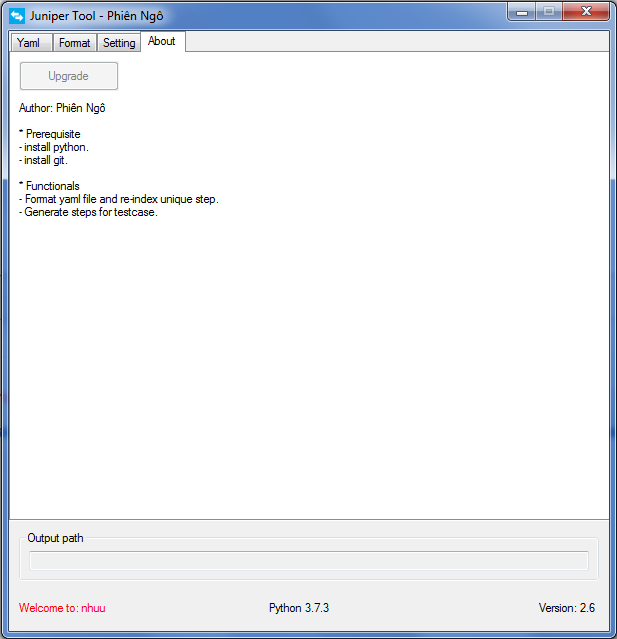 Juniper Tool - Phiên Ngô
Yaml Format Setting About
Upgrade
Author: Phiên Ngô
* Prerequisite
- install python.
- install git.
* Functionals
- Format yaml file and re-index unique step.
- Generate steps for testcase.
Output path
Welcome to: nhuu Python 3.7.3 Version: 2.6